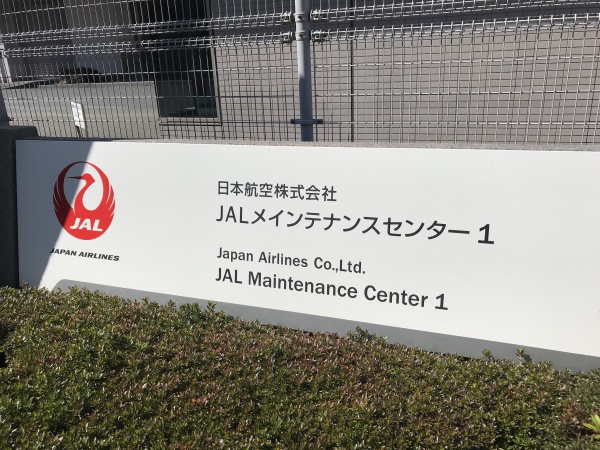 JAL
JAPAN AIRLINES
日本航空株式会社
JALメインテナンスセンター 1
Japan Airlines Co.,Ltd.
JAL Maintenance Center 1